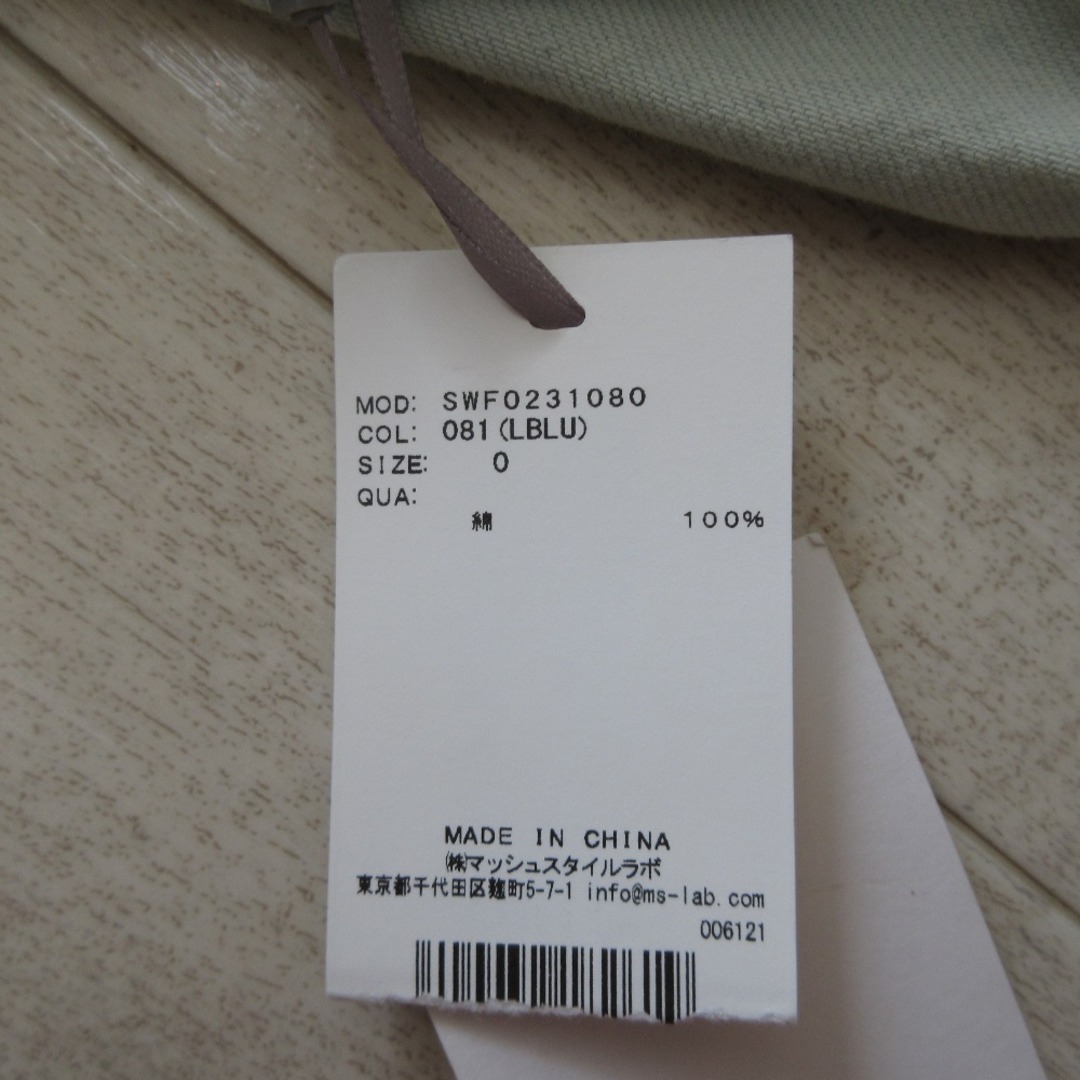 MOD: SWF0231080
COL: 081(LBLU)
SIZE: 0
QUA:
綿 100%
MADE IN CHINA
㈱マッシュスタイルラボ
東京都千代田区麹町5-7-1 info@ms-lab.com
006121